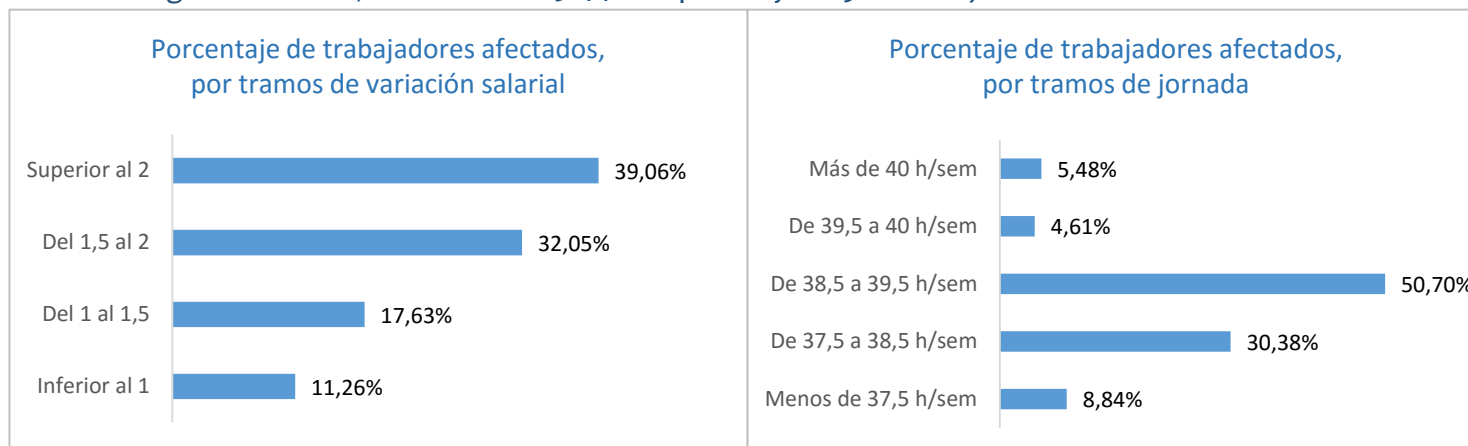 Porcentaje de trabajadores afectados,
por tramos de variación salarial
Superior al 2 39,06%
Del 1,5 al 2 32,05%
Del 1 al 1,5 17,63%
Inferior al 1 11,26%
Porcentaje de trabajadores afectados,
por tramos de jornada
Más de 40 h/sem 5,48%
De 39,5 a 40 h/sem 4,61%
De 38,5 a 39,5 h/sem 50,70%
De 37,5 a 38,5 h/sem 30,38%
Menos de 37,5 h/sem 8,84%